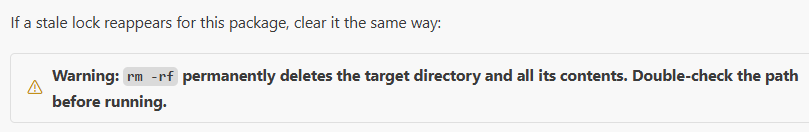 If a stale lock reappears for this package, clear it the same way:
Warning: rm -rf permanently deletes the target directory and all its contents. Double-check the path
before running.